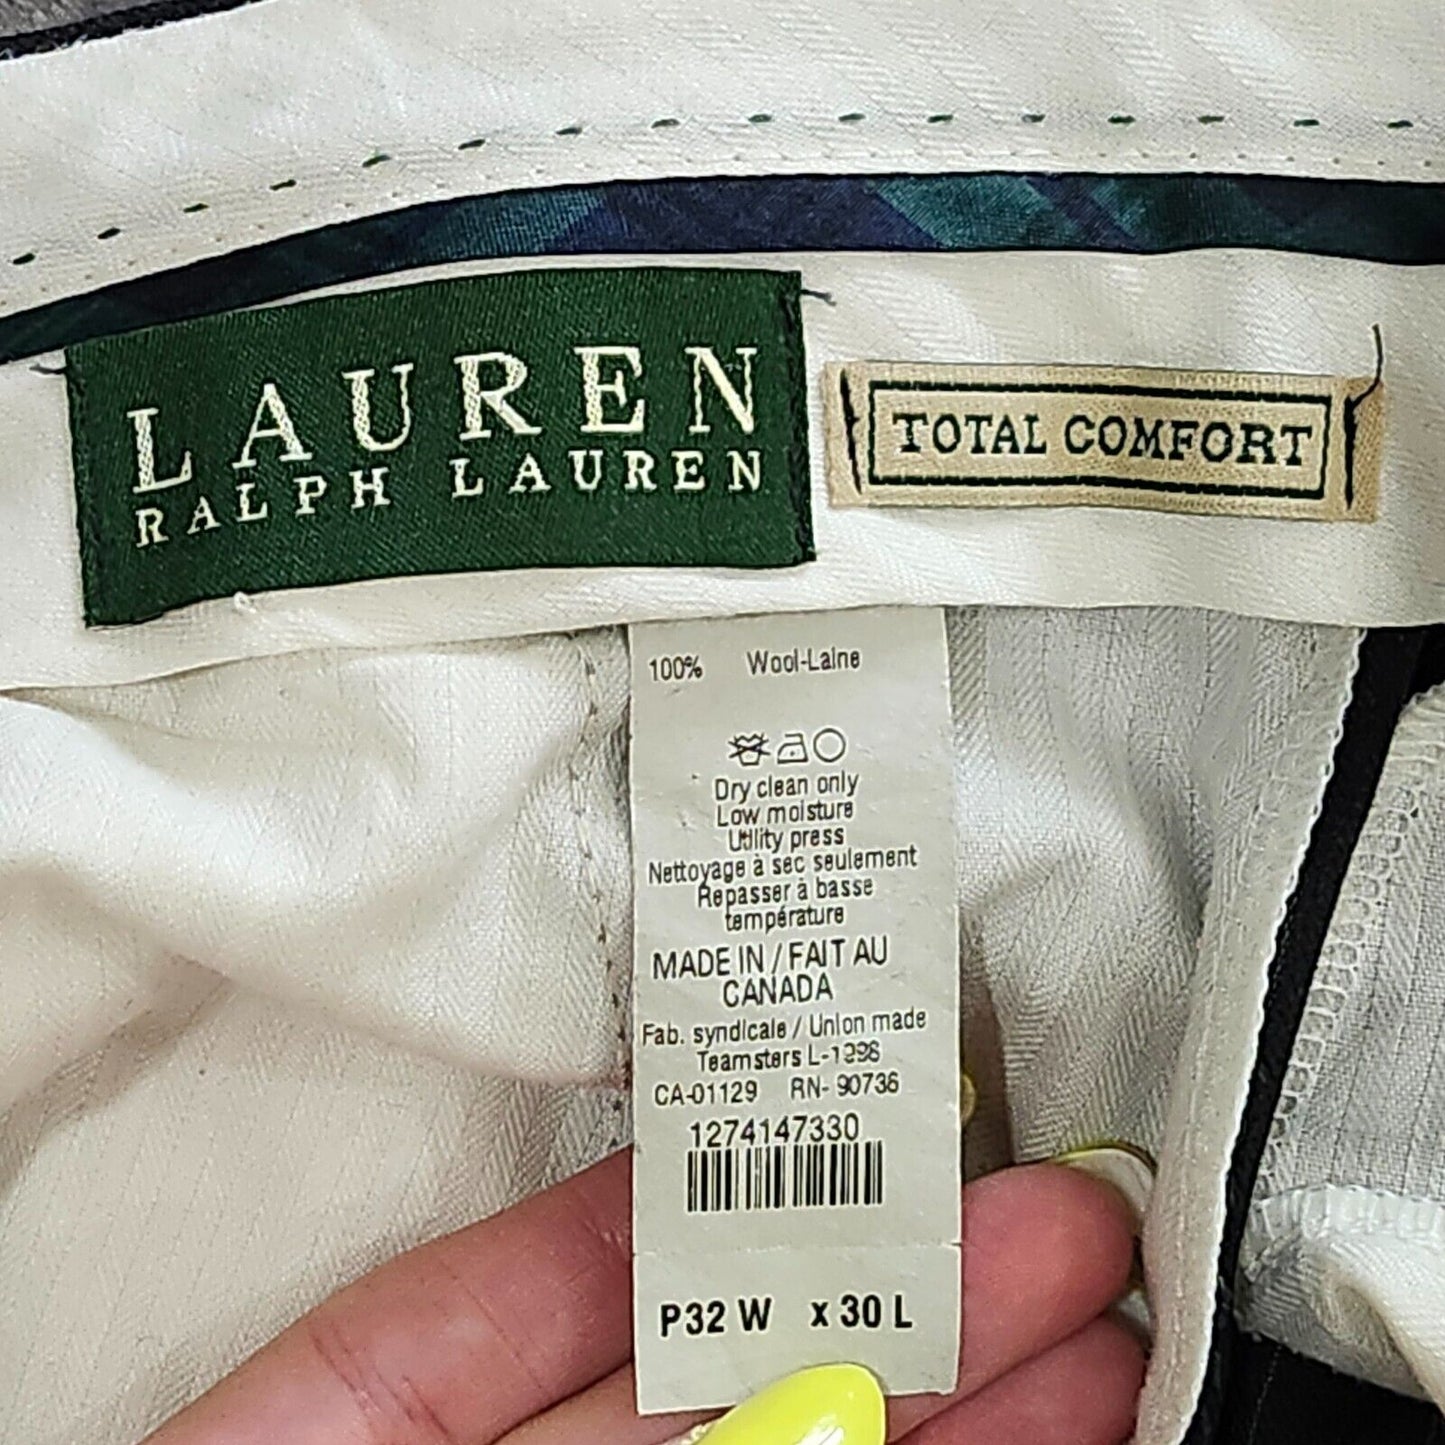 LAUREN
RALPH LAUREN
TOTAL COMFORT
100% Wool-Laine
Dry clean only
Low moisture
Utility press
Nettoyage à sec seulement
Repasser à basse
température
MADE IN / FAIT AU
CANADA
Fab. syndicale / Union made
Teamsters L-1998
CA-01129 RN- 90736
1274147330
P32 W x 30 L